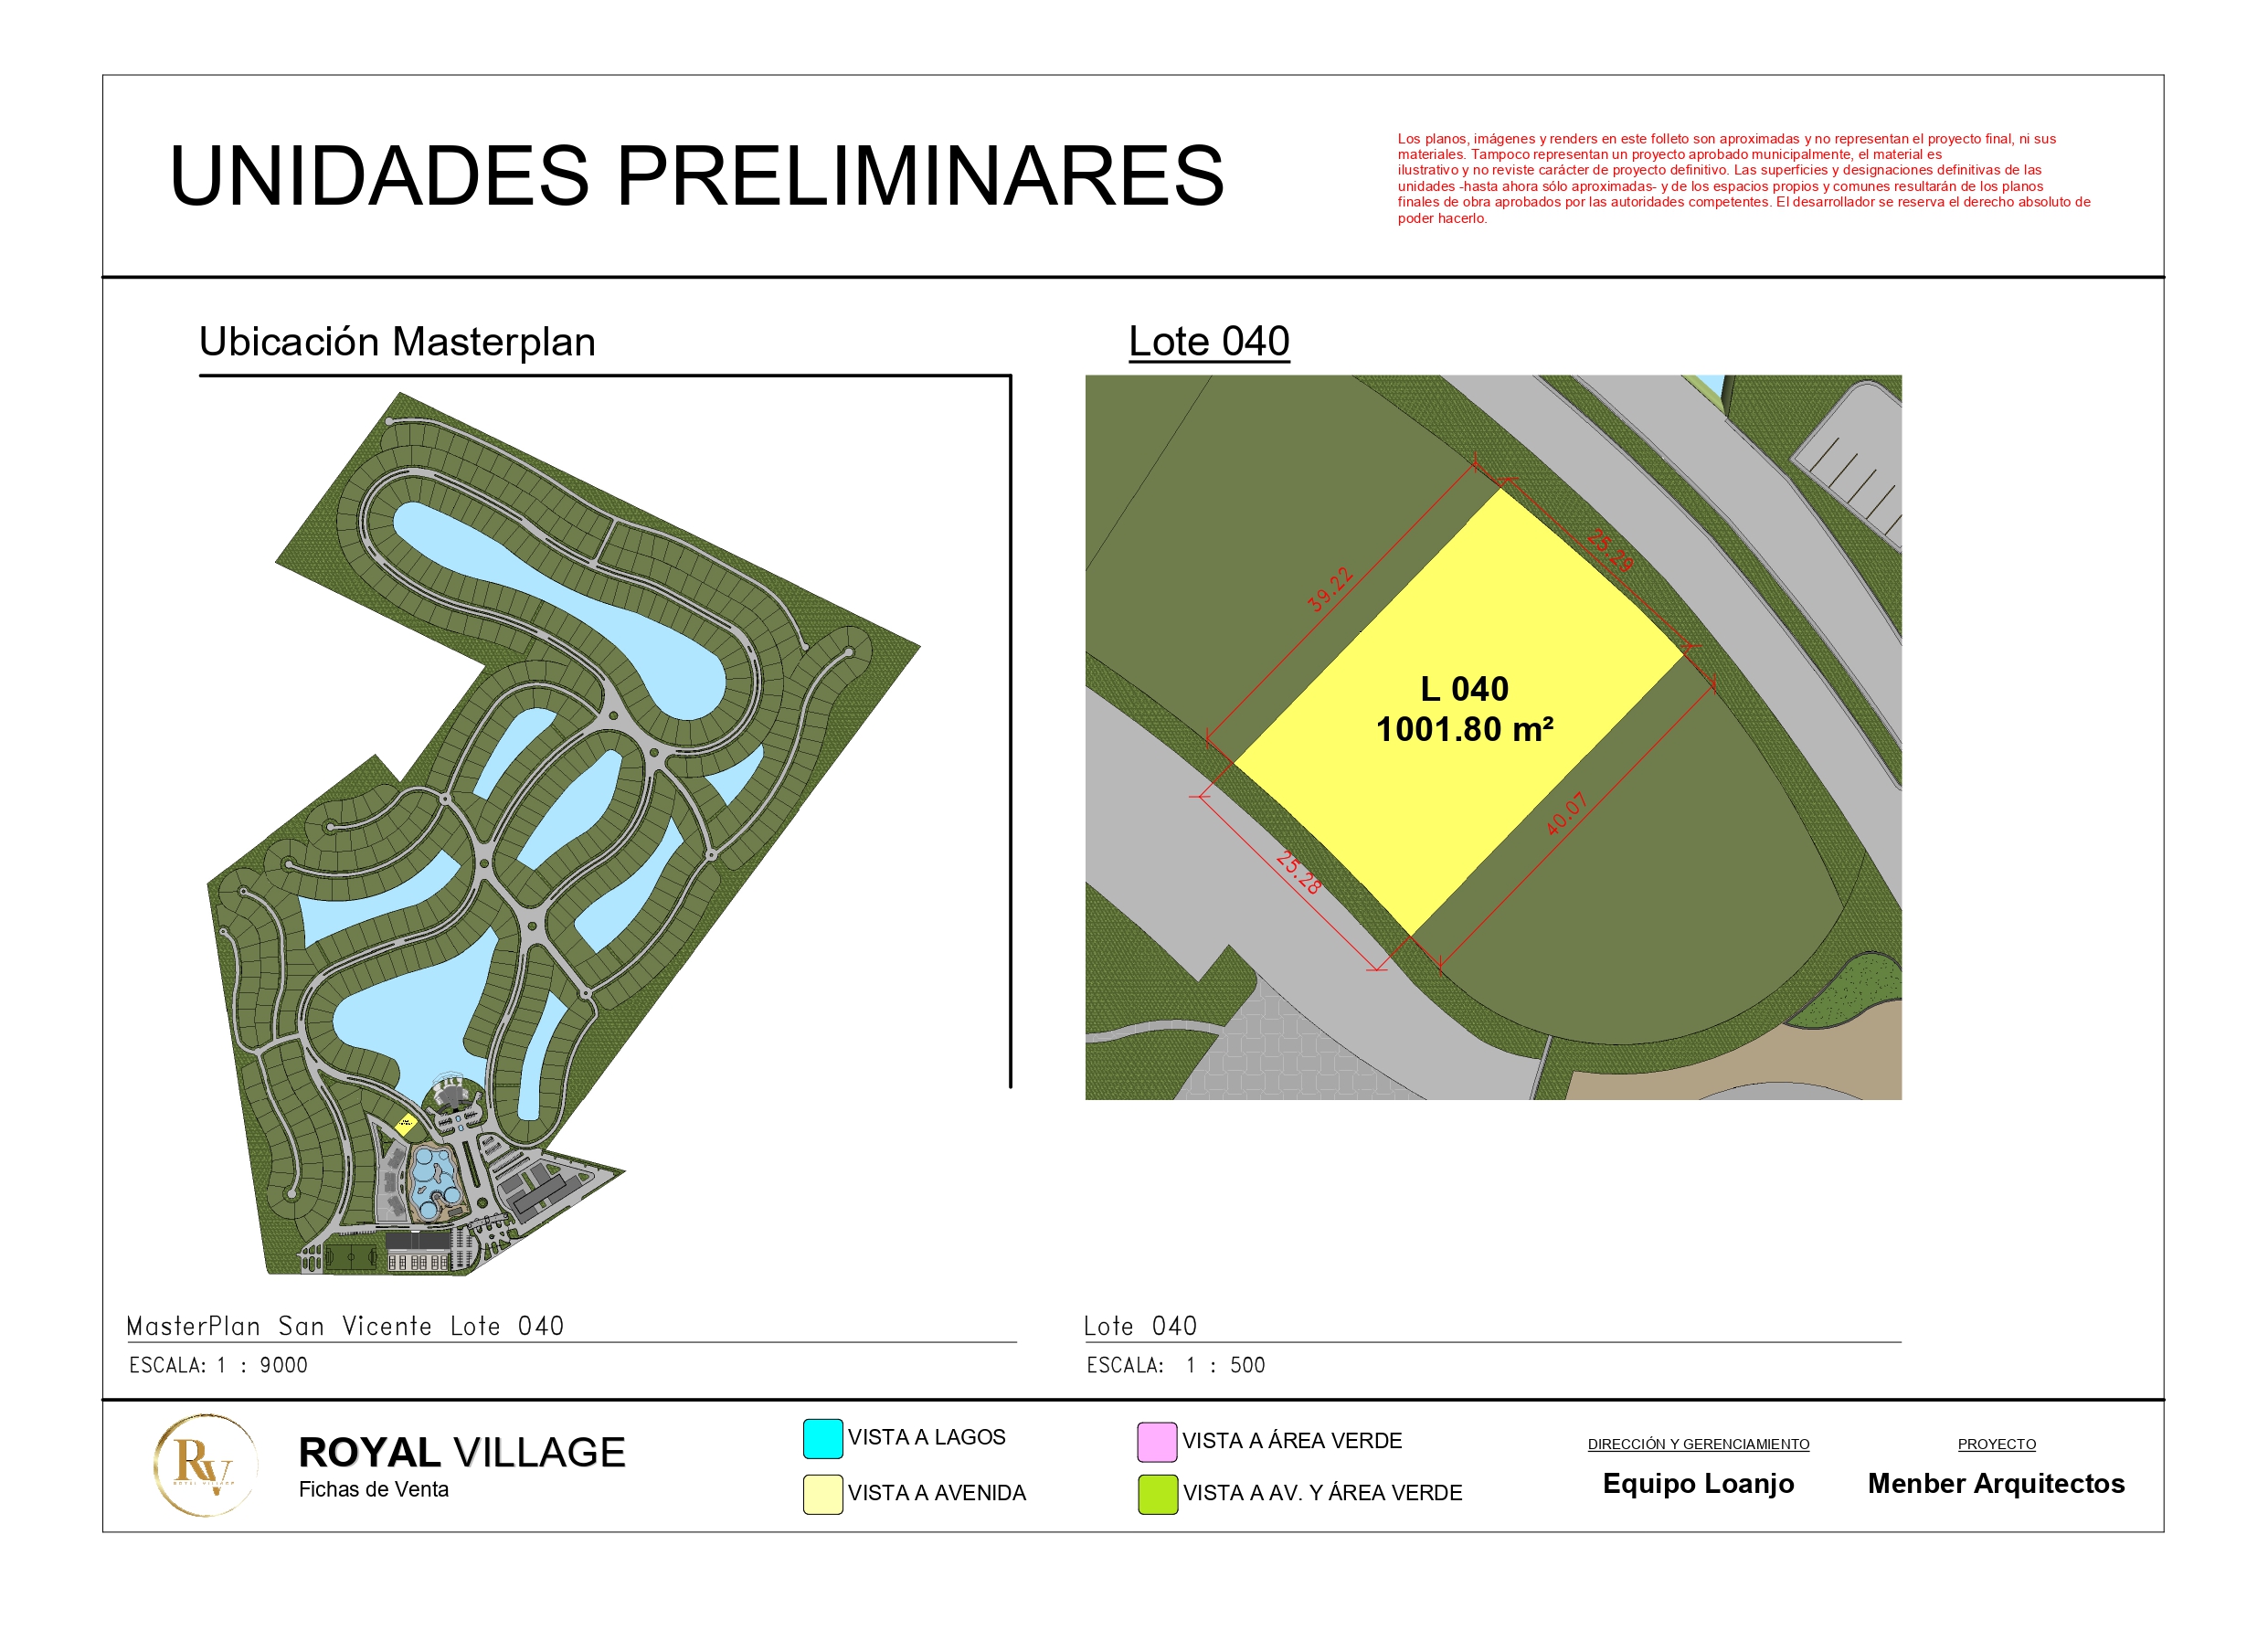 UNIDADES PRELIMINARES
Los planos, imágenes y renders en este folleto son aproximadas y no representan el proyecto final, ni sus
materiales. Tampoco representan un proyecto aprobado municipalmente, el material es
ilustrativo y no reviste carácter de proyecto definitivo. Las superficies y designaciones definitivas de las
unidades -hasta ahora sólo aproximadas- y de los espacios propios y comunes resultarán de los planos
finales de obra aprobados por las autoridades competentes. El desarrollador se reserva el derecho absoluto de
poder hacerlo.
Ubicación Masterplan
Lote 040
39.22
25.29
L 040
1001.80 m²
40.07
25.28
MasterPlan San Vicente Lote 040
ESCALA: 1 : 9000
Lote 040
ESCALA: 1 : 500
RV
ROYAL VILLAGE
ROYAL VILLAGE
Fichas de Venta
VISTA A LAGOS
VISTA A AVENIDA
VISTA A ÁREA VERDE
VISTA A AV. Y ÁREA VERDE
DIRECCIÓN Y GERENCIAMIENTO
Equipo Loanjo
PROYECTO
Menber Arquitectos